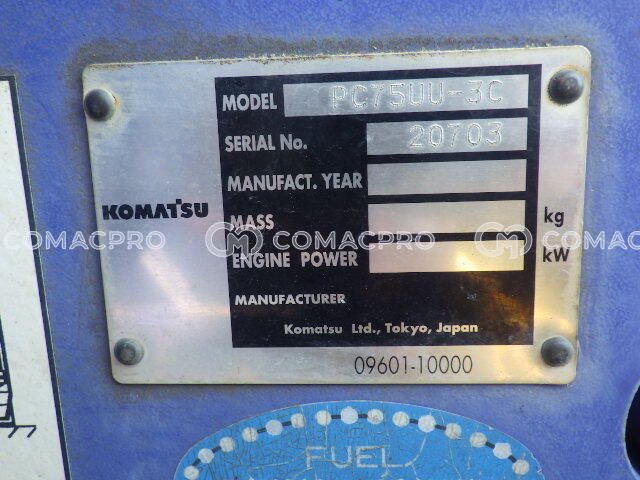 MODEL PC75UU-3C
SERIAL No. 20703
MANUFACT. YEAR
KOMATSU
MASS kg
COMACPRO COMACPRO COMACPRO
ENGINE POWER kW
MANUFACTURER
Komatsu Ltd., Tokyo, Japan
09601-10000
FUEL